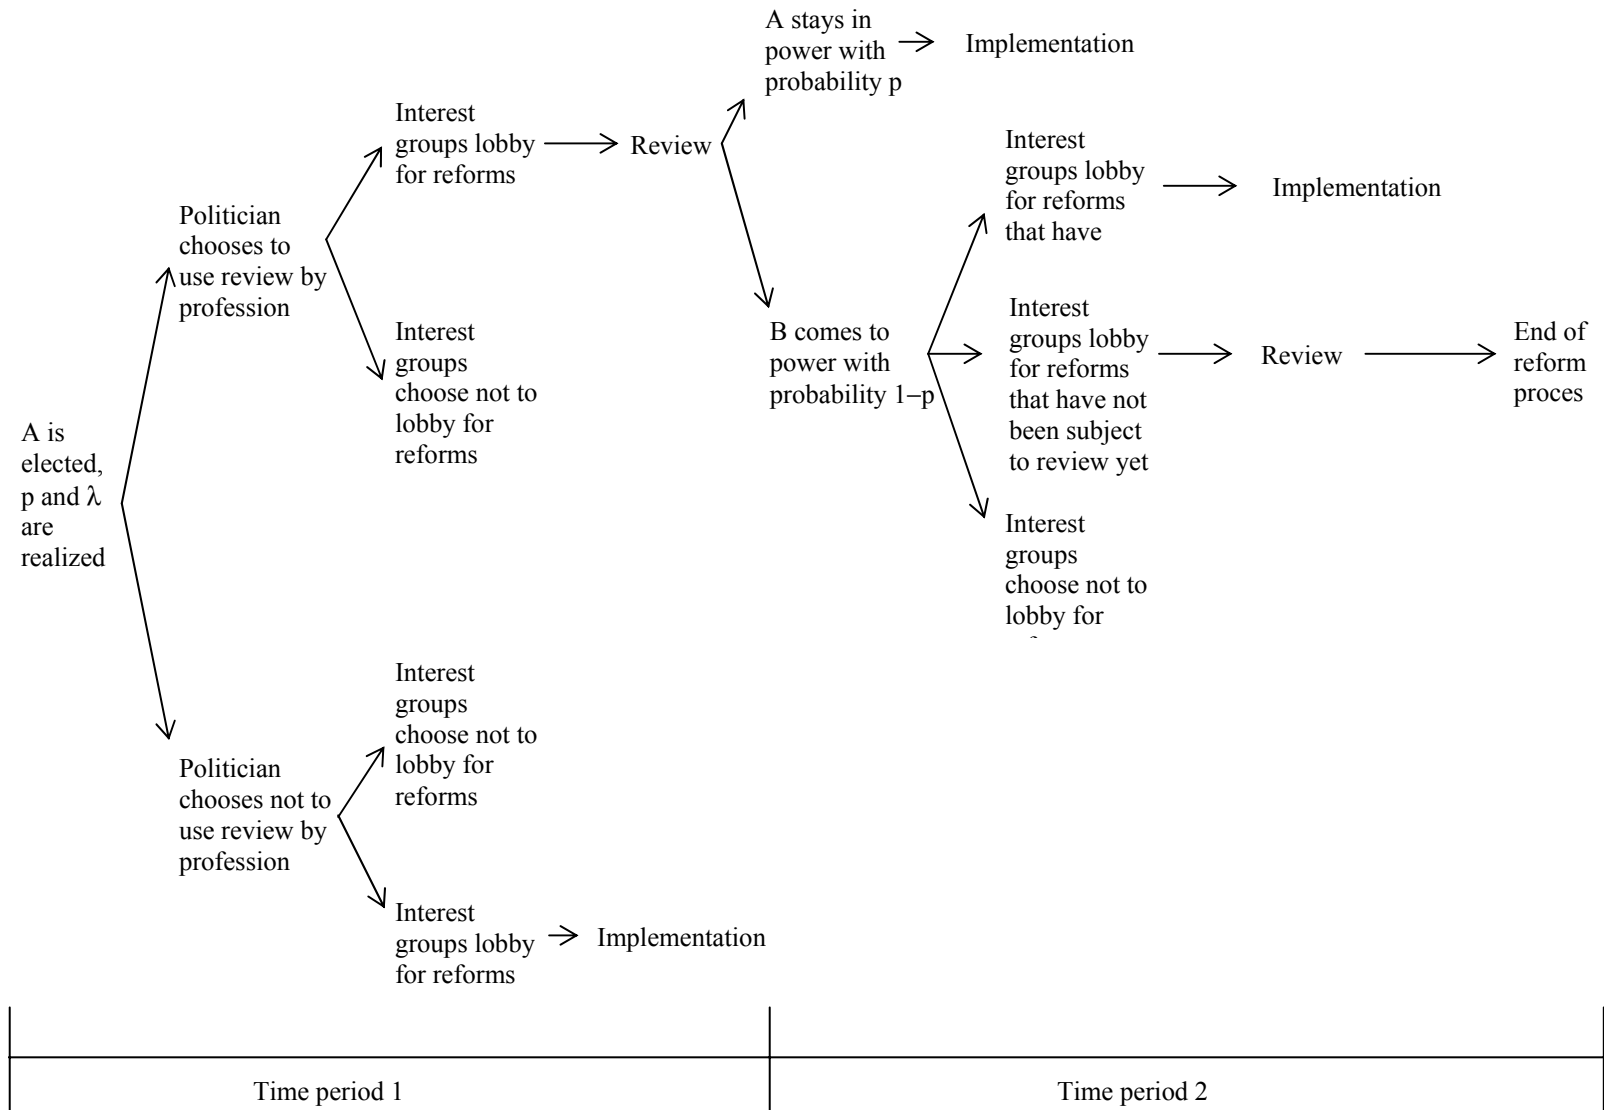 A is
elected,
p and λ
are
realized
Politician
chooses to
use review by
profession
Interest
groups lobby
for reforms
Review
Interest
groups
choose not to
lobby for
reforms
A stays in
power with
probability p
Implementation
B comes to
power with
probability 1−p
Interest
groups lobby
for reforms
that have
Implementation
Interest
groups lobby
for reforms
that have not
been subject
to review yet
Review
End of
reform
proces
Interest
groups
choose not to
lobby for
Politician
chooses not to
use review by
profession
Interest
groups
choose not to
lobby for
reforms
Interest
groups lobby
for reforms
Implementation
Time period 1
Time period 2